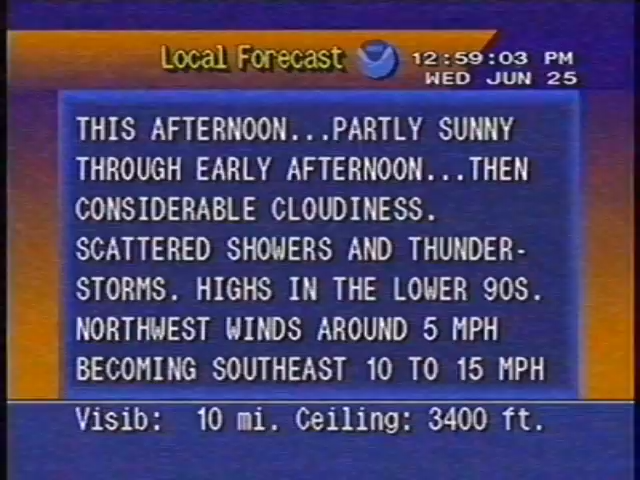 Local Forecast
12:59:03 PM
WED JUN 25
THIS AFTERNOON...PARTLY SUNNY
THROUGH EARLY AFTERNOON...THEN
CONSIDERABLE CLOUDINESS.
SCATTERED SHOWERS AND THUNDER-
STORMS. HIGHS IN THE LOWER 90S.
NORTHWEST WINDS AROUND 5 MPH
BECOMING SOUTHEAST 10 TO 15 MPH
Visib: 10 mi. Ceiling: 3400 ft.